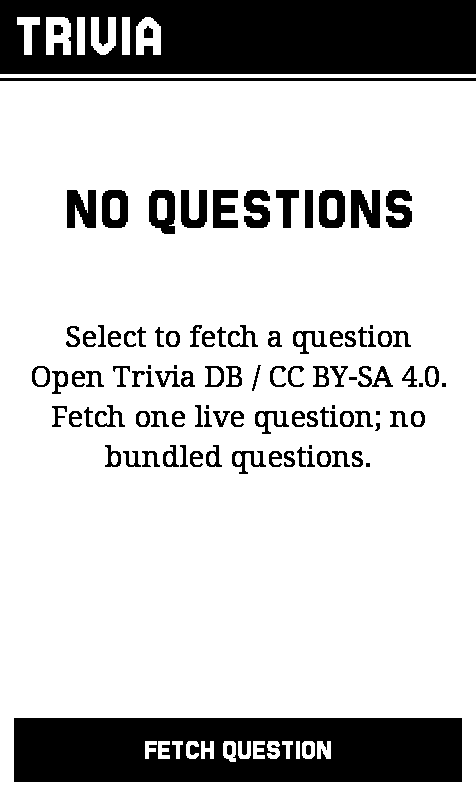 TRIVIA
NO QUESTIONS
Select to fetch a question
Open Trivia DB / CC BY-SA 4.0.
Fetch one live question; no
bundled questions.
FETCH QUESTION